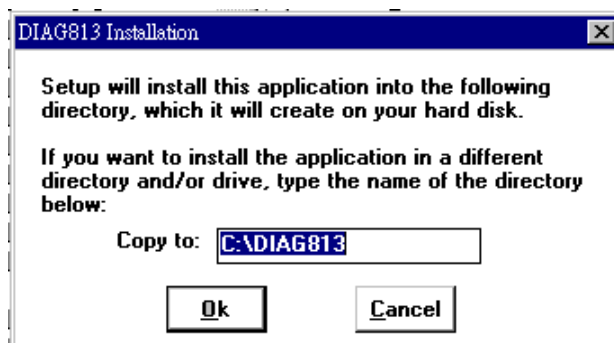 DIAG813 Installation
Setup will install this application into the following
directory, which it will create on your hard disk.
If you want to install the application in a different
directory and/or drive, type the name of the directory
below:
Copy to: C:\DIAG813
Ok Cancel